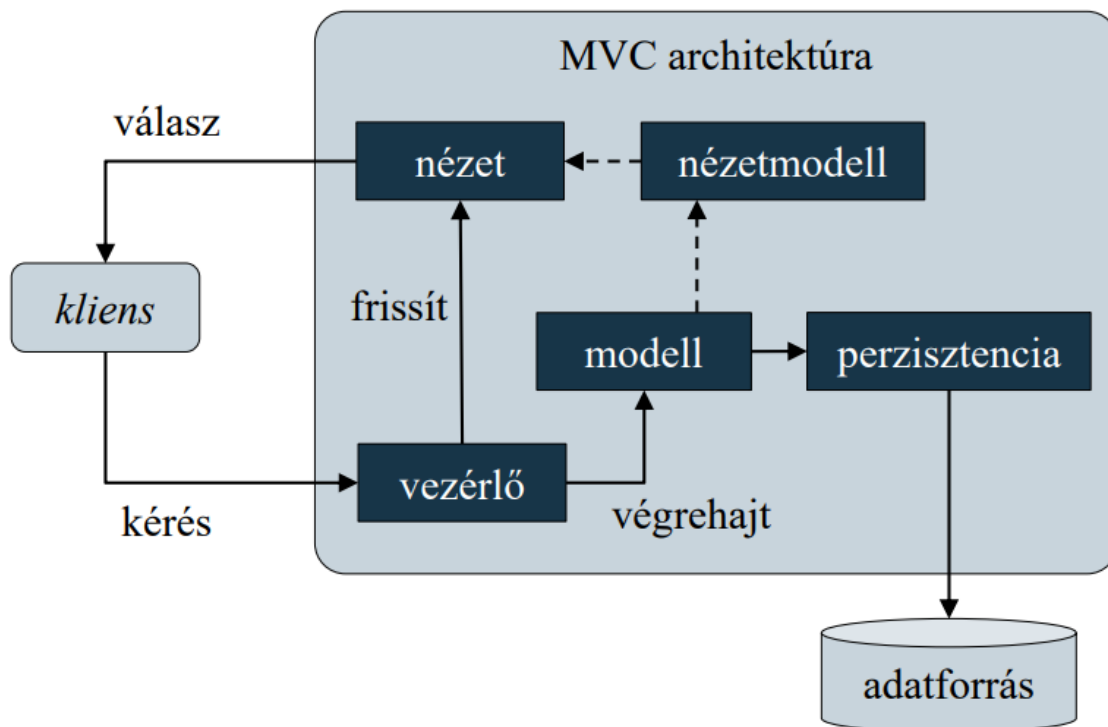 MVC architektúra
válasz
nézet
nézetmodell
kliens
frissít
modell
perzisztencia
vezérlő
kérés
végrehajt
adatforrás